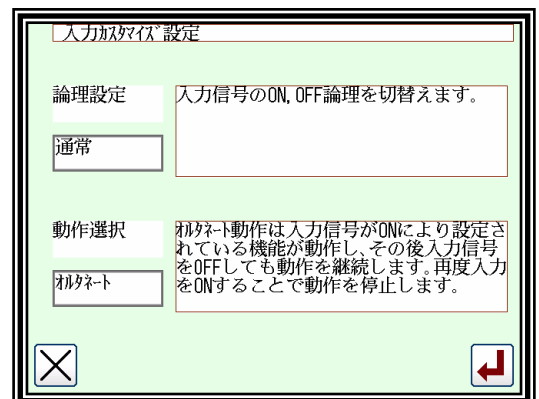 入力ｶｽﾀﾏｲｽﾞ設定
論理設定
入力信号のON,OFF論理を切替えます。
通常
動作選択
ｵﾙﾀﾈｰﾄ動作は入力信号がONにより設定さ
れている機能が動作し、その後入力信号
をOFFしても動作を継続します。再度入力
をONすることで動作を停止します。
ｵﾙﾀﾈｰﾄ